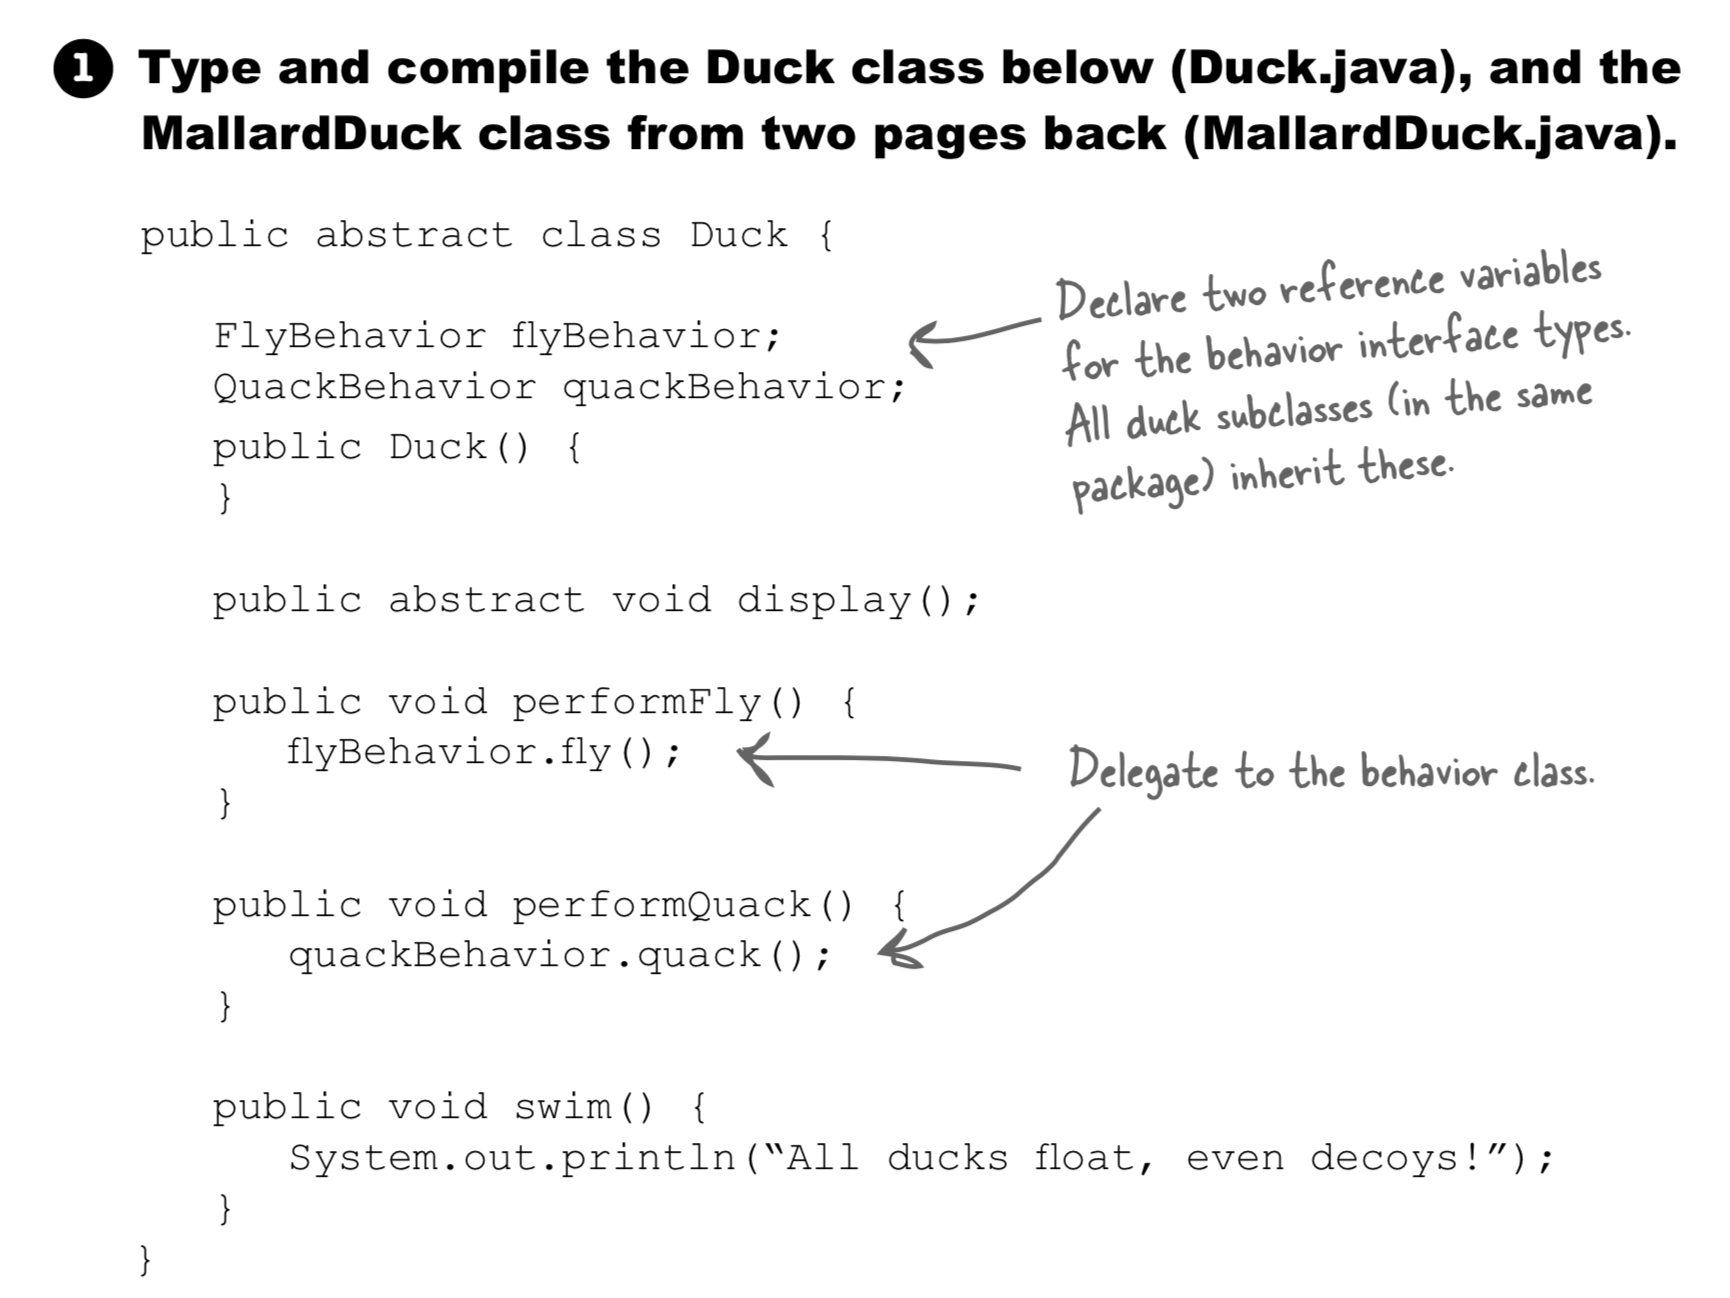 1 Type and compile the Duck class below (Duck.java), and the
MallardDuck class from two pages back (MallardDuck.java).
public abstract class Duck {
FlyBehavior flyBehavior;
QuackBehavior quackBehavior;
public Duck() {
}
Declare two reference variables
for the behavior interface types.
All duck subclasses (in the same
package) inherit these.
public abstract void display();
public void performFly() {
flyBehavior.fly();
}
Delegate to the behavior class.
public void performQuack() {
quackBehavior.quack();
}
public void swim() {
System.out.println(“All ducks float, even decoys!”);
}
}